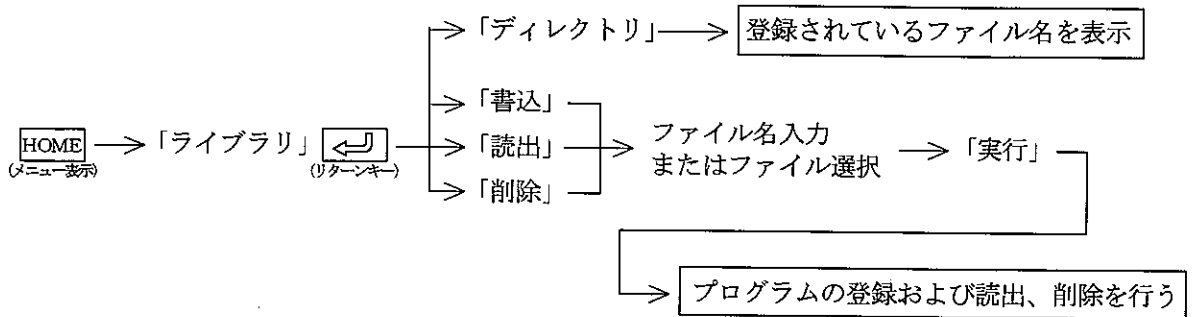 「ディレクトリ」
登録されているファイル名を表示
「書込」
HOME
(メニュー表示)
「ライブラリ」
(リターンキー)
「読出」
「削除」
ファイル名入力
またはファイル選択
「実行」
プログラムの登録および読出、削除を行う